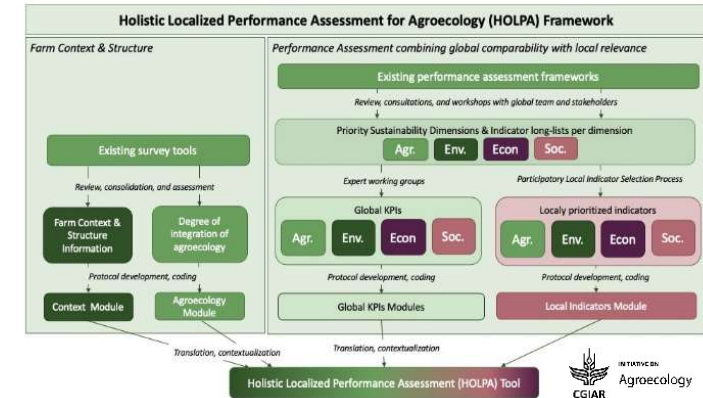 Holistic Localized Performance Assessment for Agroecology (HOLPA) Framework
Farm Context & Structure
Performance Assessment combining global comparability with local relevance
Existing performance assessment frameworks
Review, consultations, and workshops with global team and stakeholders
Priority Sustainability Dimensions & Indicator long-lists per dimension
Agr. Env. Econ Soc.
Existing survey tools
Review, consolidation, and assessment
Expert working groups
Participatory Local Indicator Selection Process
Farm Context &
Structure
Information
Degree of
integration of
agroecology
Global KPIs
Agr. Env. Econ Soc.
Localy prioritized indicators
Agr. Env. Econ Soc.
Protocol development, coding
Protocol development, coding
Protocol development, coding
Context Module
Agroecology
Module
Global KPIs Modules
Local Indicators Module
Translation, contextualization
Translation, contextualization
Holistic Localized Performance Assessment (HOLPA) Tool
CGIAR
INITIATIVE ON
Agroecology